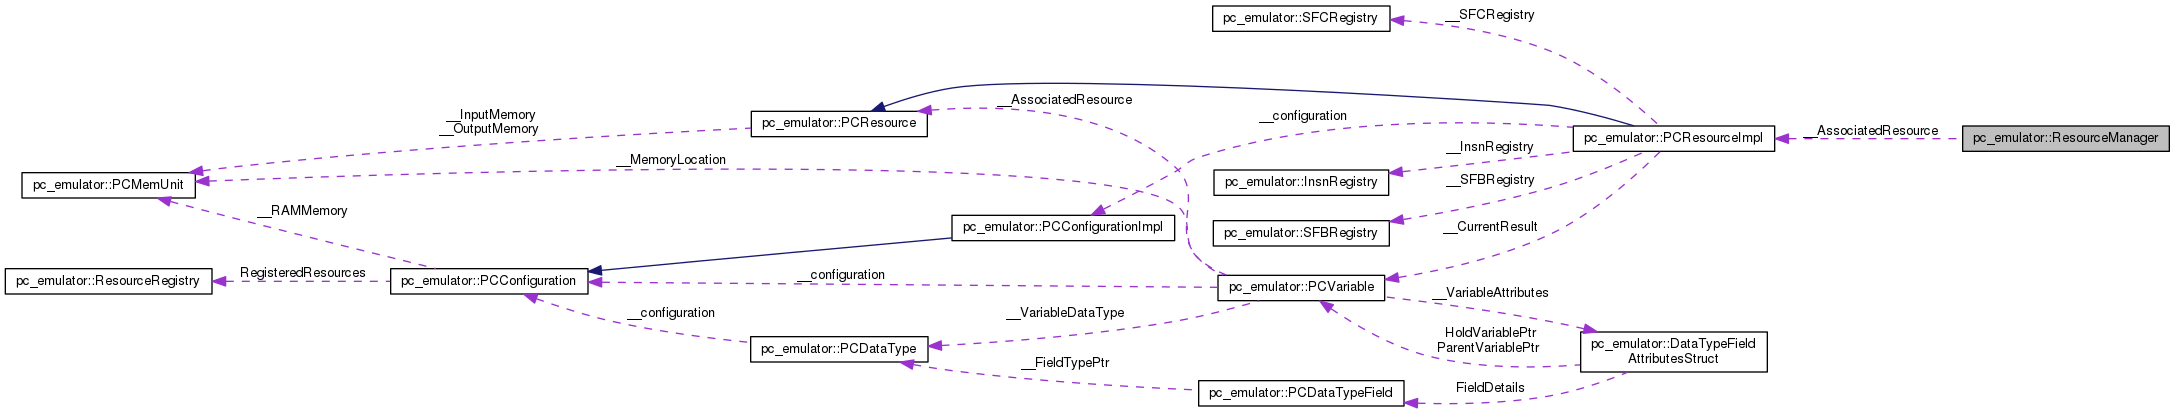 pc_emulator::SFCRegistry
__SFCRegistry
__InputMemory
__OutputMemory
pc_emulator::PCResource
__AssociatedResource
__configuration
pc_emulator::PCResourceImpl
__AssociatedResource
pc_emulator::ResourceManager
__InsnRegistry
pc_emulator::InsnRegistry
__MemoryLocation
pc_emulator::PCMemUnit
__SFBRegistry
__RAMMemory
pc_emulator::PCConfigurationImpl
pc_emulator::SFBRegistry
__CurrentResult
pc_emulator::ResourceRegistry
RegisteredResources
pc_emulator::PCConfiguration
__configuration
pc_emulator::PCVariable
__VariableAttributes
__configuration
__VariableDataType
pc_emulator::PCDataType
HoldVariablePtr
ParentVariablePtr
pc_emulator::DataTypeField
AttributesStruct
__FieldTypePtr
pc_emulator::PCDataTypeField
FieldDetails